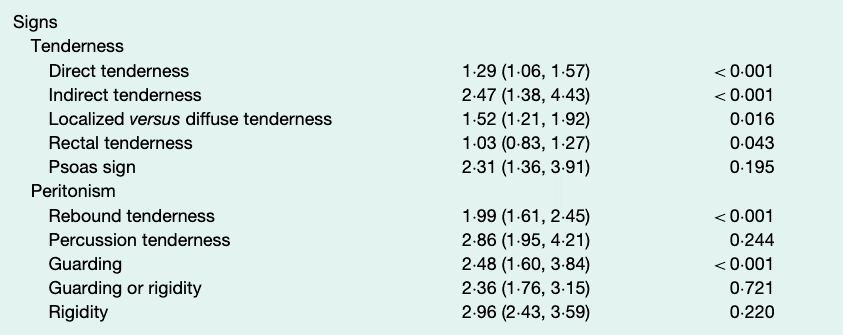 Signs
Tenderness
Direct tenderness 1·29 (1·06, 1·57) < 0·001
Indirect tenderness 2·47 (1·38, 4·43) < 0·001
Localized versus diffuse tenderness 1·52 (1·21, 1·92) 0·016
Rectal tenderness 1·03 (0·83, 1·27) 0·043
Psoas sign 2·31 (1·36, 3·91) 0·195
Peritonism
Rebound tenderness 1·99 (1·61, 2·45) < 0·001
Percussion tenderness 2·86 (1·95, 4·21) 0·244
Guarding 2·48 (1·60, 3·84) < 0·001
Guarding or rigidity 2·36 (1·76, 3·15) 0·721
Rigidity 2·96 (2·43, 3·59) 0·220